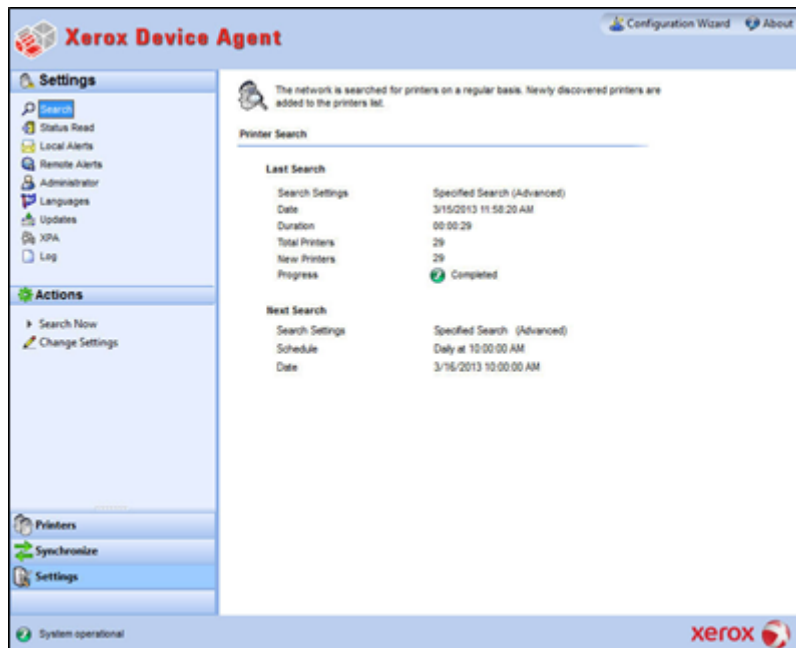 Xerox Device Agent
Configuration Wizard About
Settings
Search
Status Read
Local Alerts
Remote Alerts
Administrator
Languages
Updates
XPA
Log
Actions
Search Now
Change Settings
Printers
Synchronize
Settings
The network is searched for printers on a regular basis. Newly discovered printers are
added to the printers list.
Printer Search
Last Search
Search Settings Specified Search (Advanced)
Date 3/15/2013 11:58:20 AM
Duration 00:00:29
Total Printers 29
New Printers 29
Progress Completed
Next Search
Search Settings Specified Search (Advanced)
Schedule Daily at 10:00:00 AM
Date 3/16/2013 10:00:00 AM
System operational
xerox